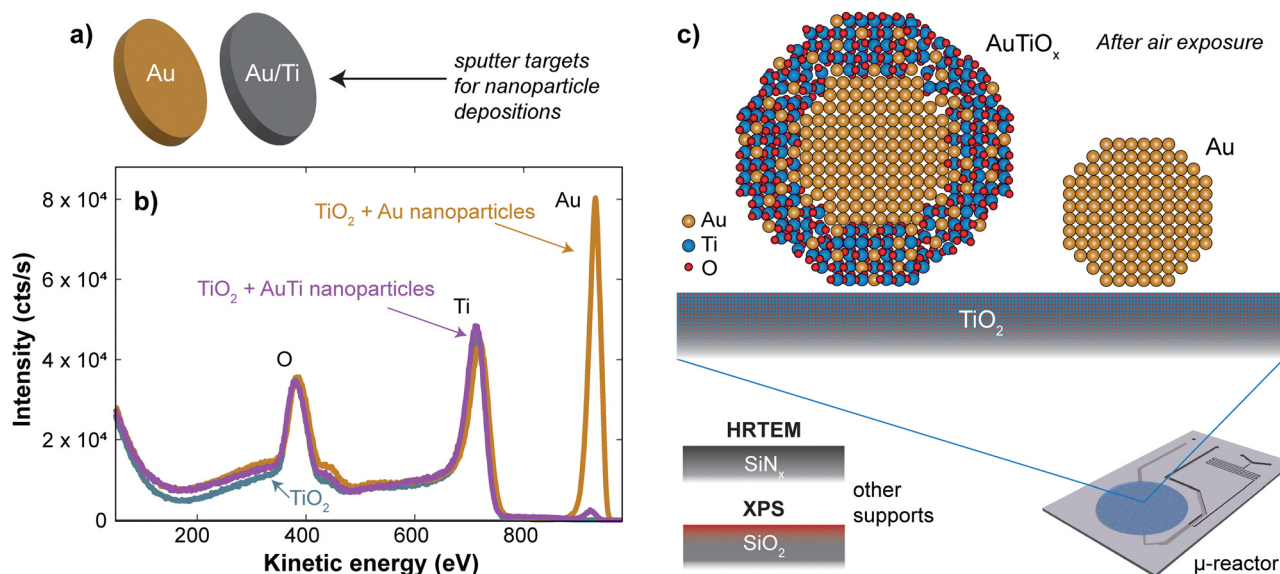 a)
Au
Au/Ti
sputter targets
for nanoparticle
depositions
b)
8 x 10⁴
6 x 10⁴
4 x 10⁴
2 x 10⁴
0
Intensity (cts/s)
200
400
600
800
Kinetic energy (eV)
TiO₂ + Au nanoparticles
TiO₂ + AuTi nanoparticles
TiO₂
O
Ti
Au
c)
AuTiOₓ
After air exposure
Au
Au
Ti
O
TiO₂
HRTEM
SiNₓ
XPS
SiO₂
other
supports
µ-reactor